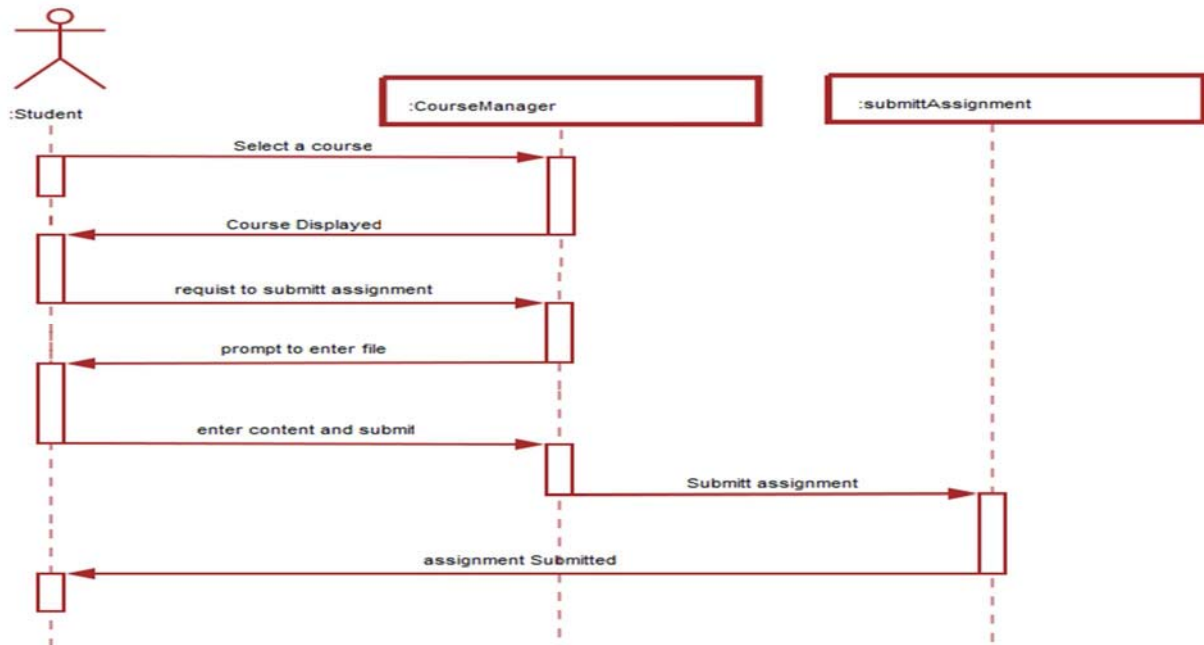 :Student
:CourseManager
:submittAssignment
Select a course
Course Displayed
requist to submitt assignment
prompt to enter file
enter content and submit
Submitt assignment
assignment Submitted